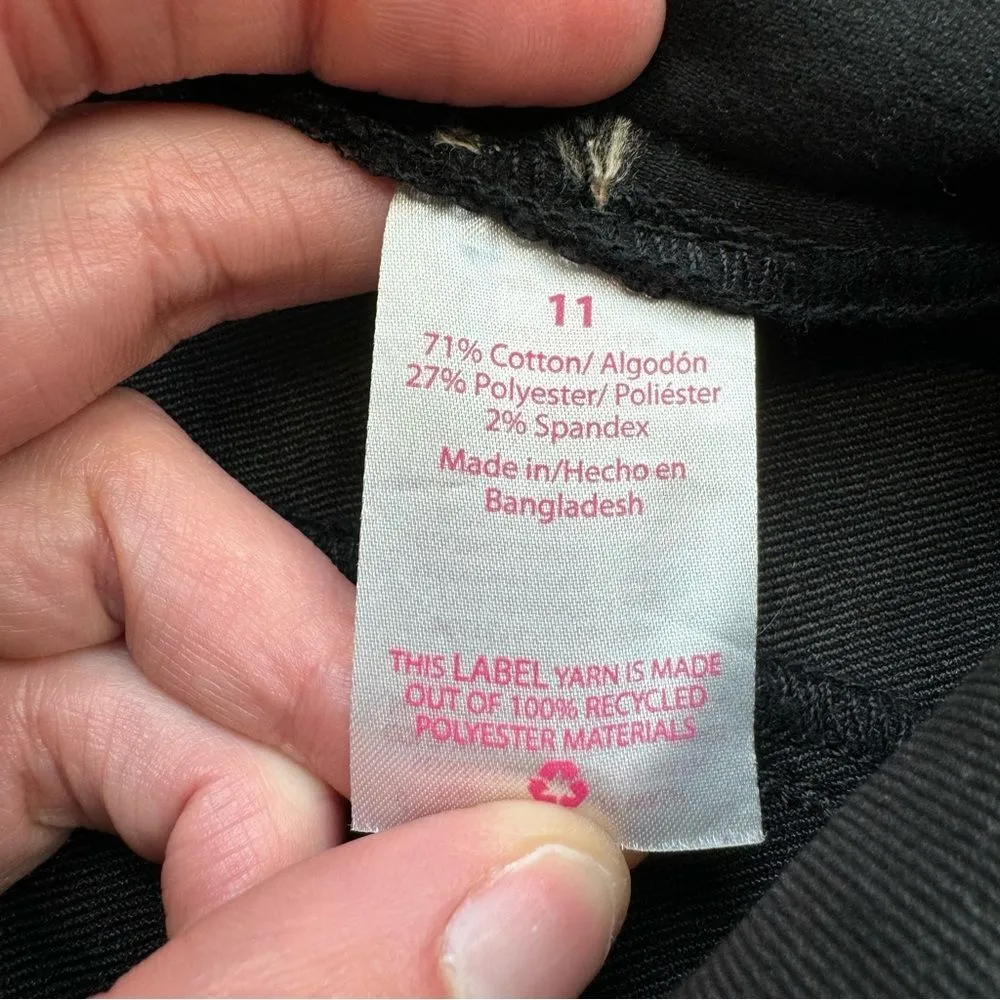 11
71% Cotton/ Algodón
27% Polyester/ Poliéster
2% Spandex
Made in/Hecho en
Bangladesh
THIS LABEL YARN IS MADE
OUT OF 100% RECYCLED
POLYESTER MATERIALS